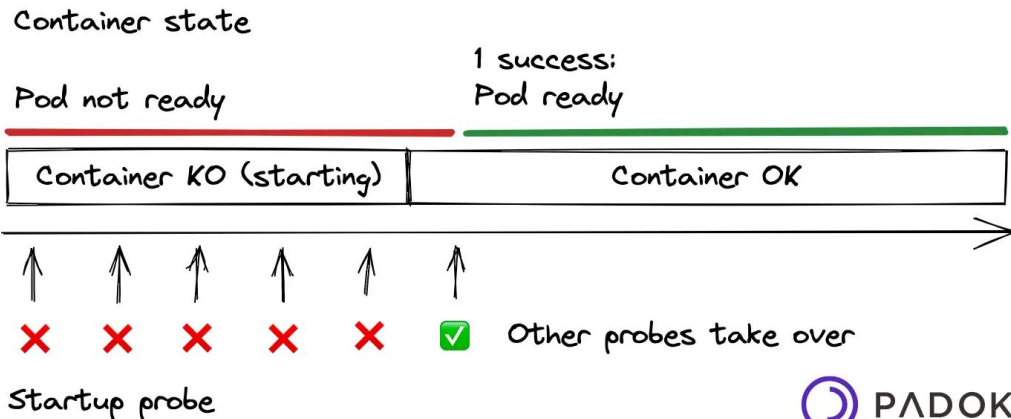 Container state
1 success:
Pod ready
Pod not ready
Container KO (starting)
Container OK
Other probes take over
Startup probe
PADOK